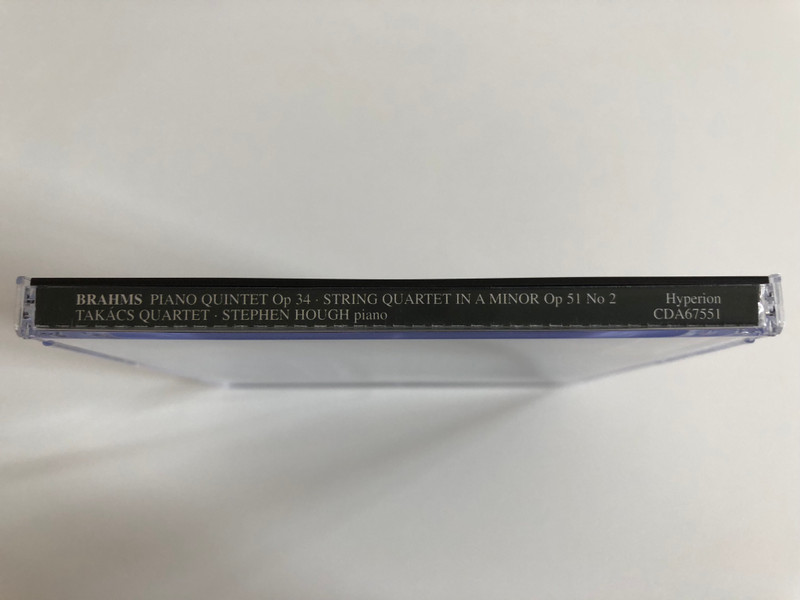 BRAHMS PIANO QUINTET Op 34 · STRING QUARTET IN A MINOR Op 51 No 2 Hyperion
TAKÁCS QUARTET · STEPHEN HOUGH piano CDA67551